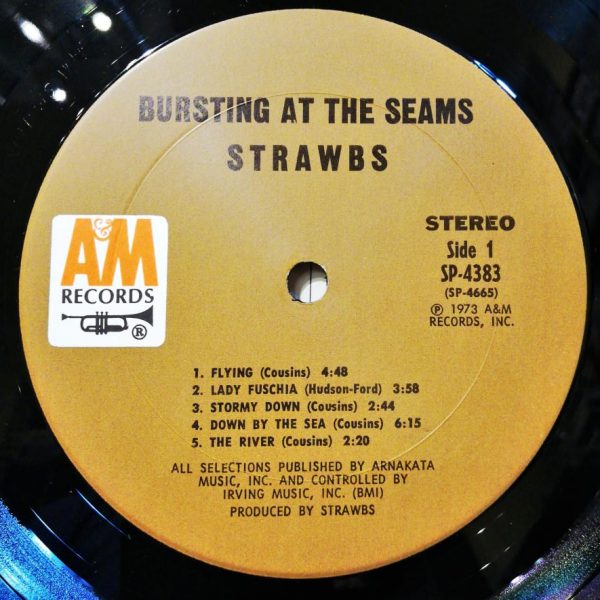 BURSTING AT THE SEAMS
STRAWBS
A&M
RECORDS
®
STEREO
Side 1
SP-4383
(SP-4665)
℗ 1973 A&M
RECORDS, INC.
1. FLYING (Cousins) 4:48
2. LADY FUSCHIA (Hudson-Ford) 3:58
3. STORMY DOWN (Cousins) 2:44
4. DOWN BY THE SEA (Cousins) 6:15
5. THE RIVER (Cousins) 2:20
ALL SELECTIONS PUBLISHED BY ARNAKATA
MUSIC, INC. AND CONTROLLED BY
IRVING MUSIC, INC. (BMI)
PRODUCED BY STRAWBS